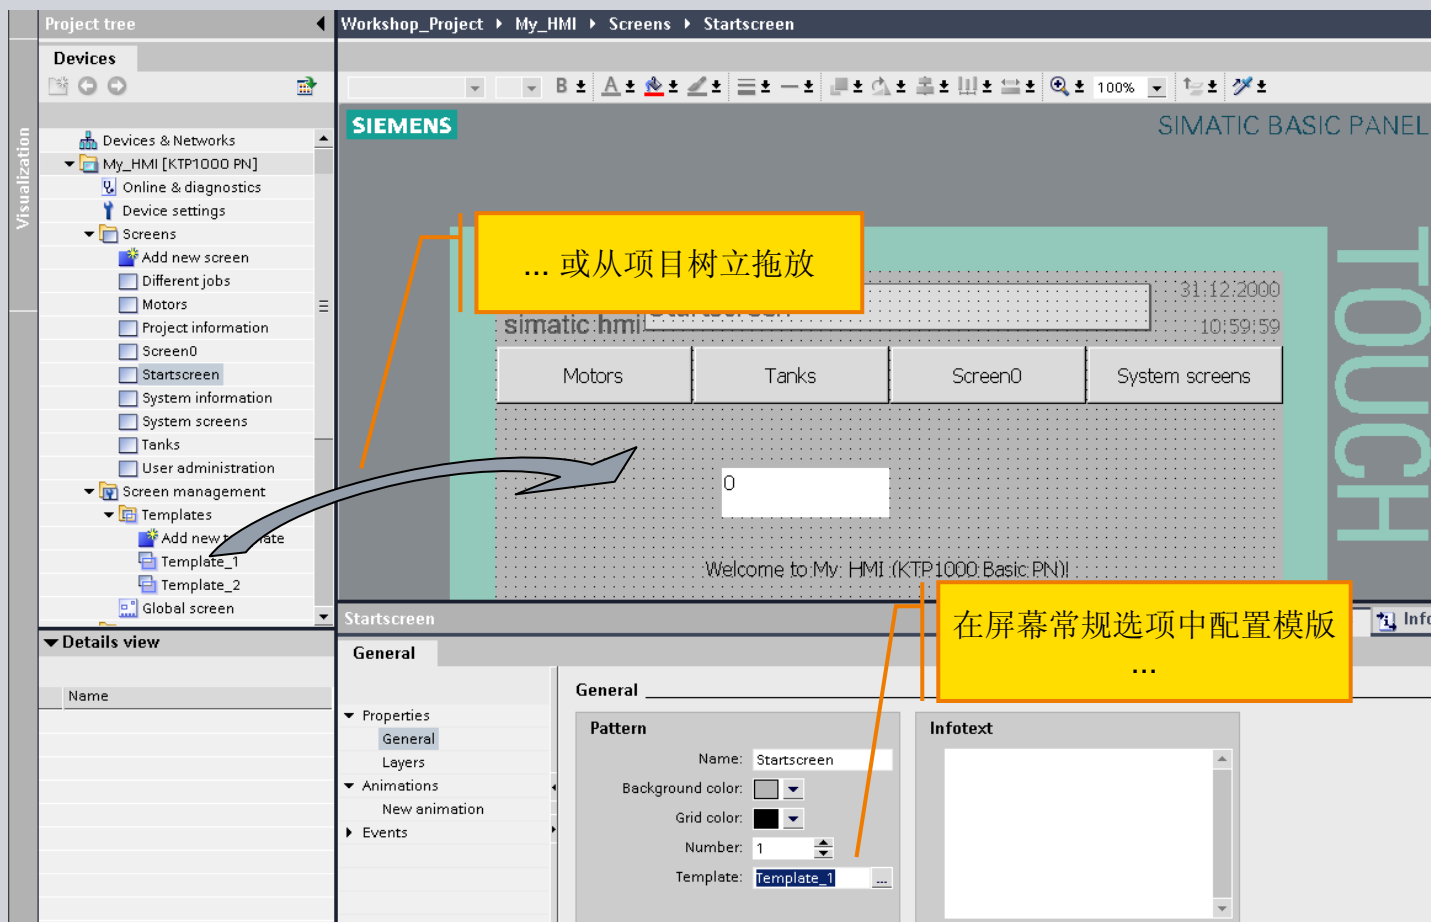 Project tree
Workshop_Project ▸ My_HMI ▸ Screens ▸ Startscreen
Devices
B
A
100%
Visualization
Devices & Networks
My_HMI [KTP1000 PN]
Online & diagnostics
Device settings
Screens
Add new screen
Different jobs
Motors
Project information
Screen0
Startscreen
System information
System screens
Tanks
User administration
Screen management
Templates
Template_1
Template_2
Global screen
Details view
Name
SIEMENS
SIMATIC BASIC PANEL
TOUCH
... 或从项目树立拖放
simatic hmi
31.12.2000
10:59:59
Motors
Tanks
Screen0
System screens
0
Welcome to My_HMI (KTP1000 Basic PN)!
在屏幕常规选项中配置模版
...
Startscreen
General
Properties
General
Layers
Animations
New animation
Events
General
Pattern
Name: Startscreen
Background color:
Grid color:
Number: 1
Template: Template_1
...
Infotext